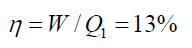 η = W / Q₁ = 13%